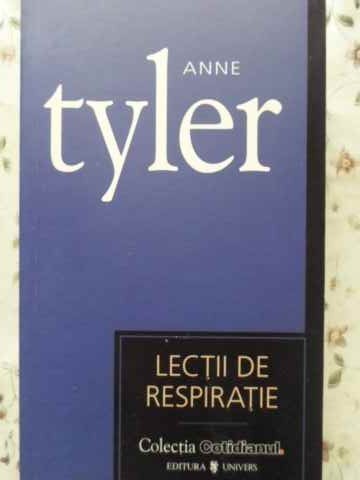 ANNE
tyler
LECȚII DE
RESPIRAȚIE
Colecția Cotidianul.
EDITURA UNIVERS